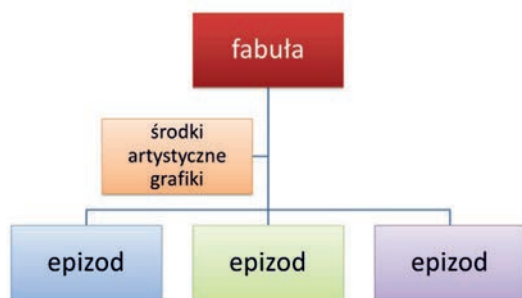 fabuła
środki
artystyczne
grafiki
epizod
epizod
epizod